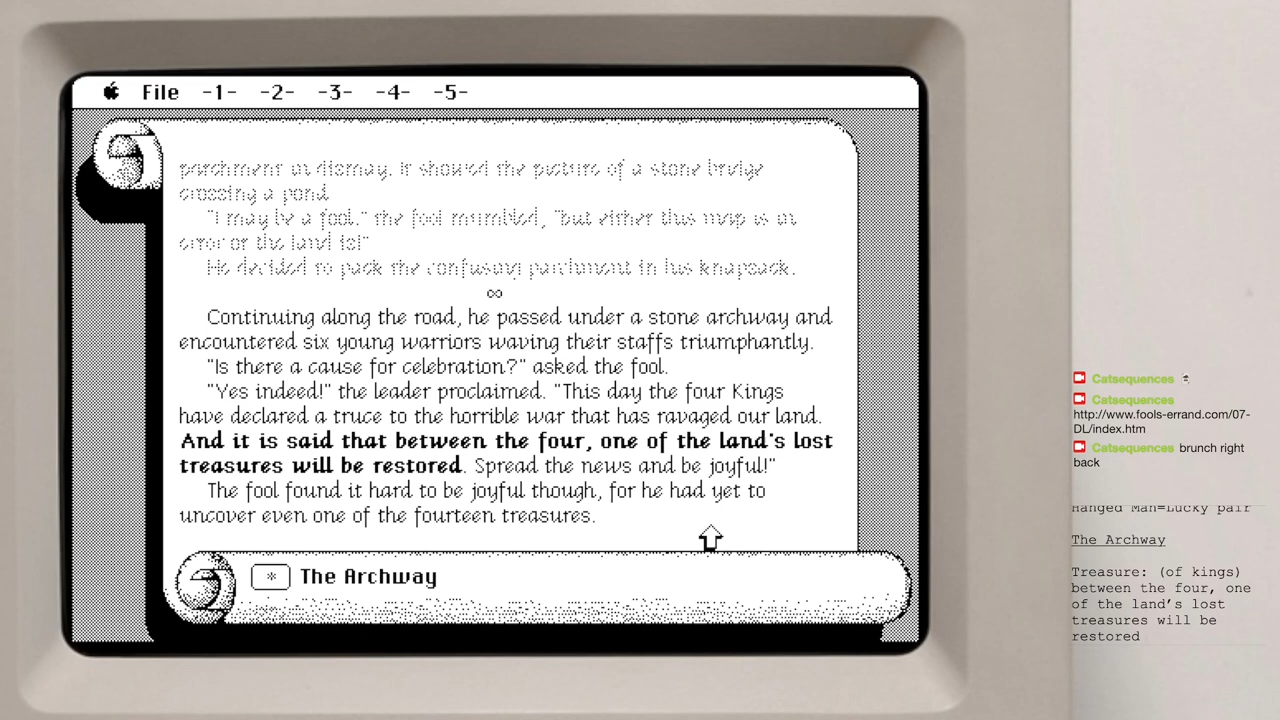 File -1- -2- -3- -4- -5-
parchment in dismay. It showed the picture of a stone bridge
crossing a pond.
"I may be a fool," the fool mumbled, "but either this map is in
error or the land is!"
He decided to pack the confusing parchment in his knapsack.
∞
Continuing along the road, he passed under a stone archway and
encountered six young warriors waving their staffs triumphantly.
"Is there a cause for celebration?" asked the fool.
"Yes indeed!" the leader proclaimed. "This day the four Kings
have declared a truce to the horrible war that has ravaged our land.
And it is said that between the four, one of the land's lost
treasures will be restored. Spread the news and be joyful!"
The fool found it hard to be joyful though, for he had yet to
uncover even one of the fourteen treasures.
* The Archway
Catsequences
Catsequences
http://www.fools-errand.com/07-
DL/index.htm
Catsequences brunch right
back
Hanged Man=Lucky pair
The Archway
Treasure: (of kings)
between the four, one
of the land's lost
treasures will be
restored